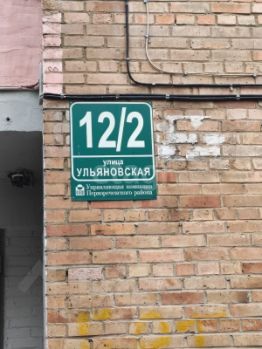 12/2
улица
УЛЬЯНОВСКАЯ
Управляющая компания
Первореченского района